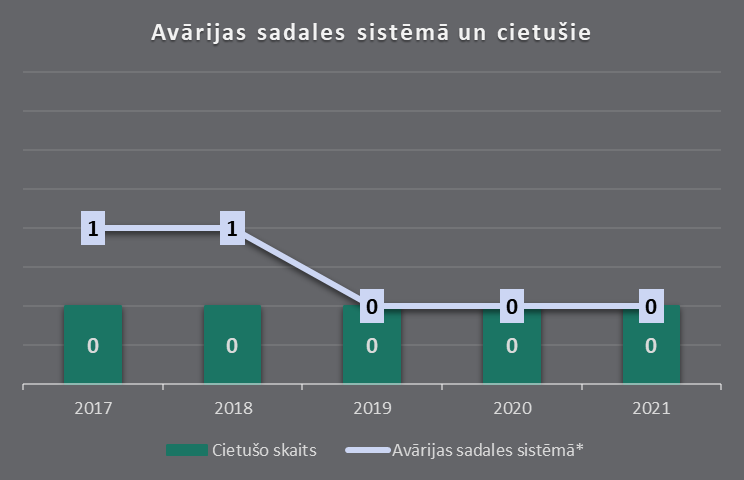 Avārijas sadales sistēmā un cietušie
1 1 0 0 0
0 0 0 0 0
2017 2018 2019 2020 2021
Cietušo skaits Avārijas sadales sistēmā*